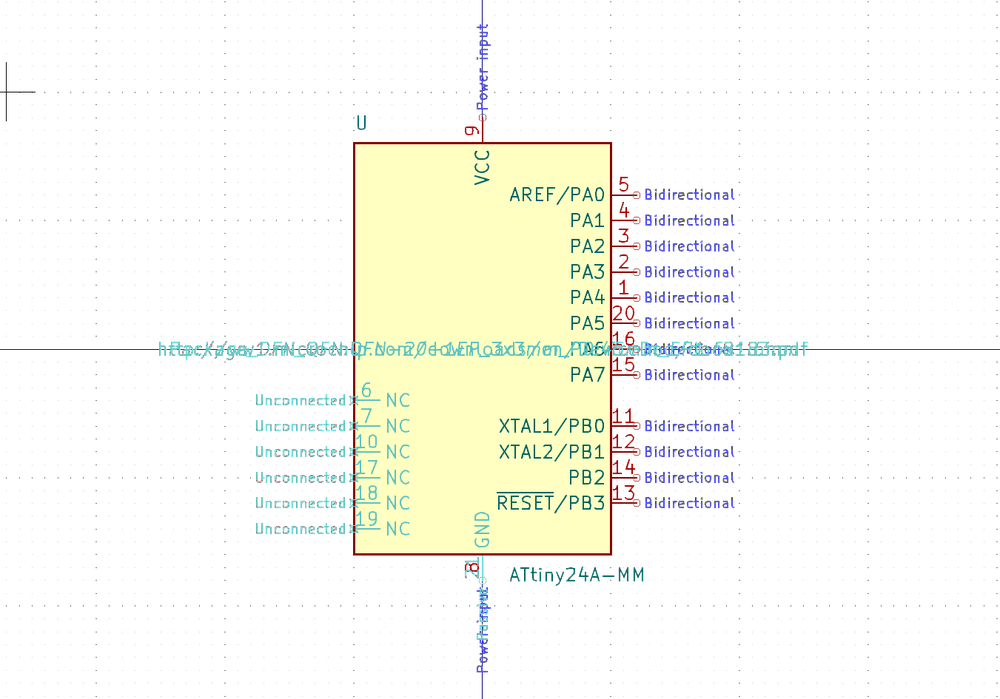 Power input
U
9
VCC
AREF/PA0 5 Bidirectional
PA1 4 Bidirectional
PA2 3 Bidirectional
PA3 2 Bidirectional
PA4 1 Bidirectional
PA5 20 Bidirectional
PA6 16
PA7 15 Bidirectional
Unconnected 6 NC
Unconnected 7 NC
XTAL1/PB0 11 Bidirectional
Unconnected 10 NC
XTAL2/PB1 12 Bidirectional
Unconnected 17 NC
PB2 14 Bidirectional
Unconnected 18 NC
RESET/PB3 13 Bidirectional
Unconnected 19 NC
GND
8
ATtiny24A-MM
Power input